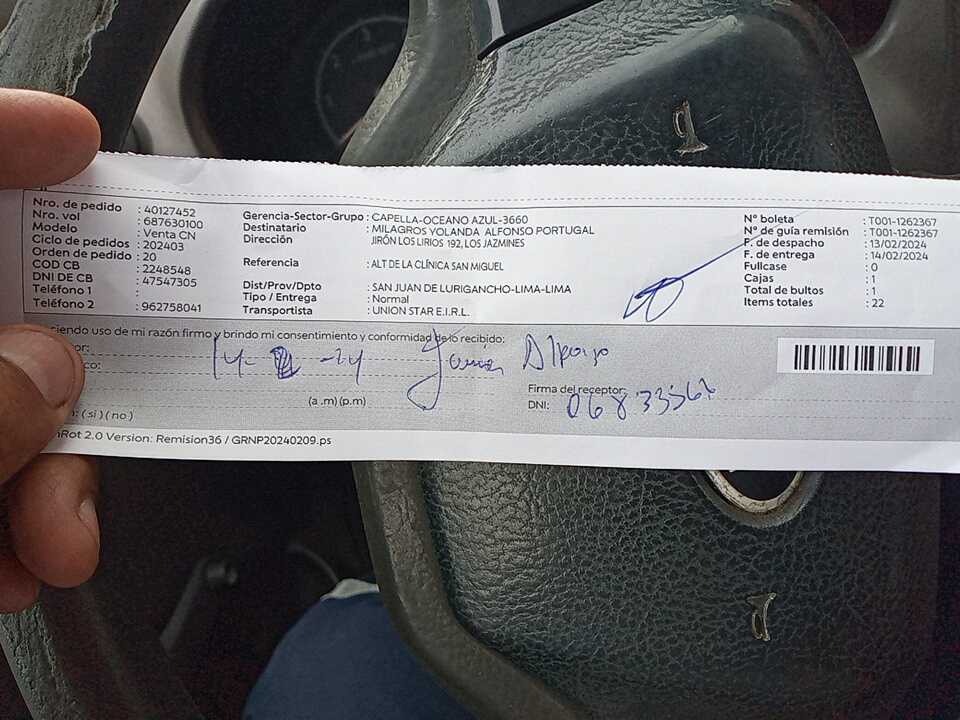 Nro. de pedido : 40127452
Nro. vol : 687630100
Modelo : Venta CN
Ciclo de pedidos : 202403
Orden de pedido : 20
COD CB : 2248548
DNI DE CB : 47547305
Teléfono 1 :
Teléfono 2 : 962758041
Gerencia-Sector-Grupo : CAPELLA-OCEANO AZUL-3660
Destinatario : MILAGROS YOLANDA ALFONSO PORTUGAL
Dirección JIRÓN LOS LIRIOS 192, LOS JAZMINES
Referencia : ALT DE LA CLÍNICA SAN MIGUEL
Dist/Prov/Dpto : SAN JUAN DE LURIGANCHO-LIMA-LIMA
Tipo / Entrega : Normal
Transportista : UNION STAR E.I.R.L.
N° boleta : T001-1262367
N° de guía remisión : T001-1262367
F. de despacho : 13/02/2024
F. de entrega : 14/02/2024
Fullcase : 0
Cajas : 1
Total de bultos : 1
Items totales : 22
iendo uso de mi razón firmo y brindo mi consentimiento y conformidad de lo recibido:
or:
co:
(a .m) (p.m)
Firma del receptor:
DNI:
: ( si ) ( no )
Rot 2.0 Version: Remision36 / GRNP20240209.ps